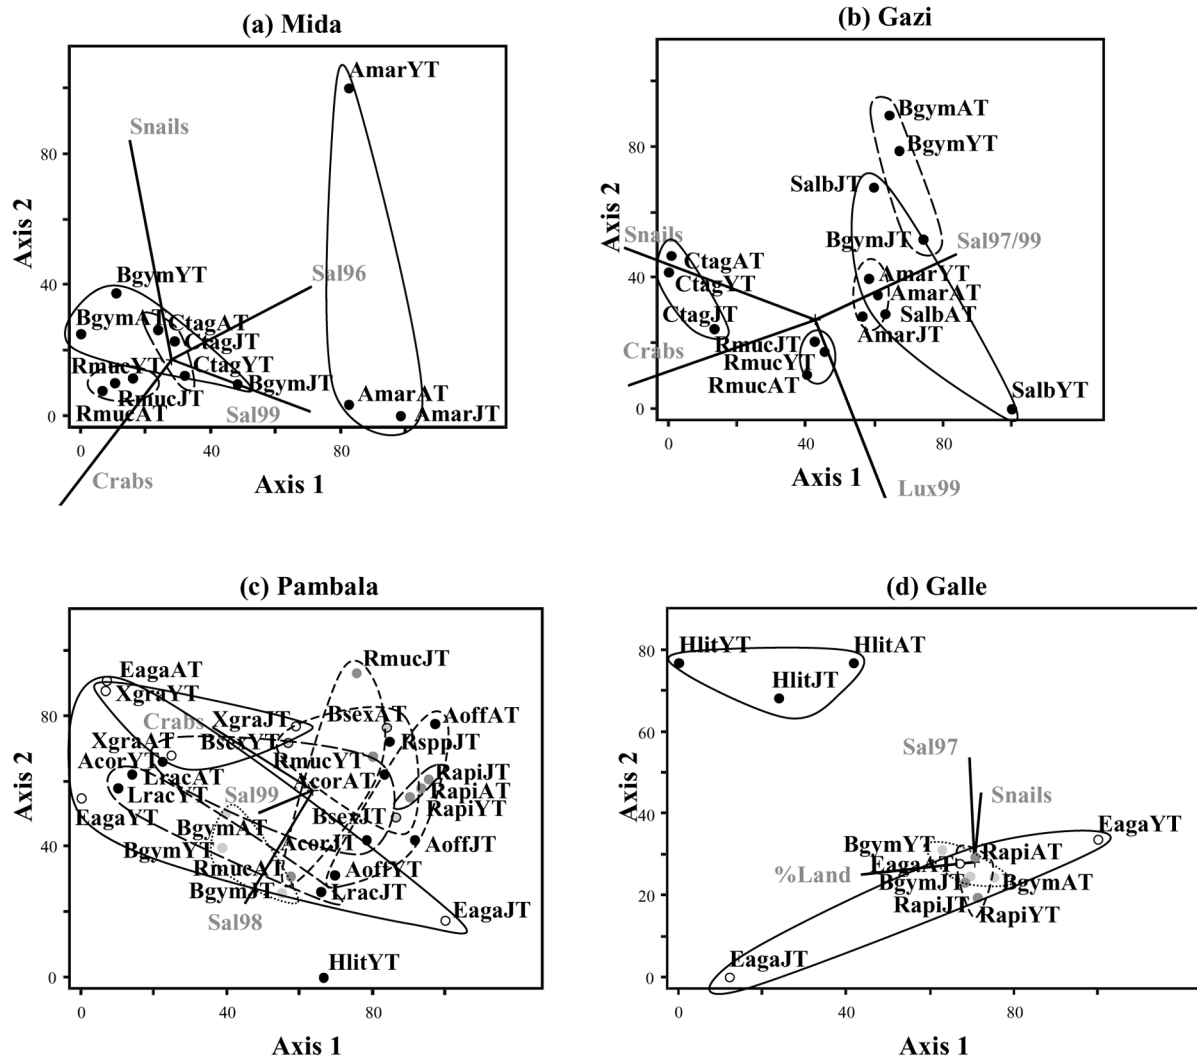 (a) Mida
AmarYT
Snails
80
Axis 2
Sal96
BgymYT
40
BgymAT
CtagAT
CtagJT
RmucYT
CtagYT
BgymJT
RmucJT
AmarAT
RmucAT
Sal99
AmarJT
0
0
40
80
Crabs
Axis 1
(b) Gazi
BgymAT
80
BgymYT
Axis 2
SalbJT
Snails
BgymJT
Sal97/99
CtagAT
40
CtagYT
AmarYT
AmarAT
CtagJT
SalbAT
AmarJT
RmucJT
Crabs
RmucYT
RmucAT
SalbYT
0
0
40
80
Axis 1
Lux99
(c) Pambala
RmucJT
EagaAT
XgraYT
80
Crabs
XgraJT
BsexAT
AoffAT
XgraAT
BsexYT
RsppJT
Axis 2
AcorYT
RmucYT
LracAT
AcorAT
RapiJT
LracYT
Sal99
RapiAT
EagaYT
BsexJT
RapiYT
BgymAT
40
BgymYT
AcorJT
AoffJT
RmucAT
AoffYT
BgymJT
LracJT
Sal98
EagaJT
HlitYT
0
0
40
80
Axis 1
(d) Galle
HlitYT
HlitAT
80
HlitJT
60
Sal97
Axis 2
Snails
40
EagaYT
BgymYT
RapiAT
EagaAT
%Land
BgymJT
BgymAT
20
RapiJT
RapiYT
EagaJT
0
0
40
80
Axis 1